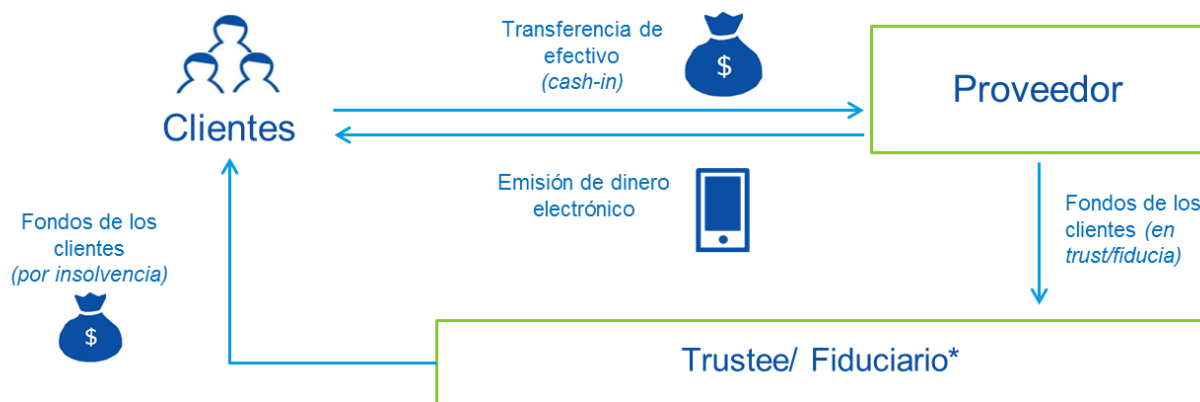 Transferencia de
efectivo
(cash-in)
$
Proveedor
Clientes
Emisión de dinero
electrónico
Fondos de los
clientes
(por insolvencia)
$
Fondos de los
clientes (en
trust/fiducia)
Trustee/ Fiduciario*